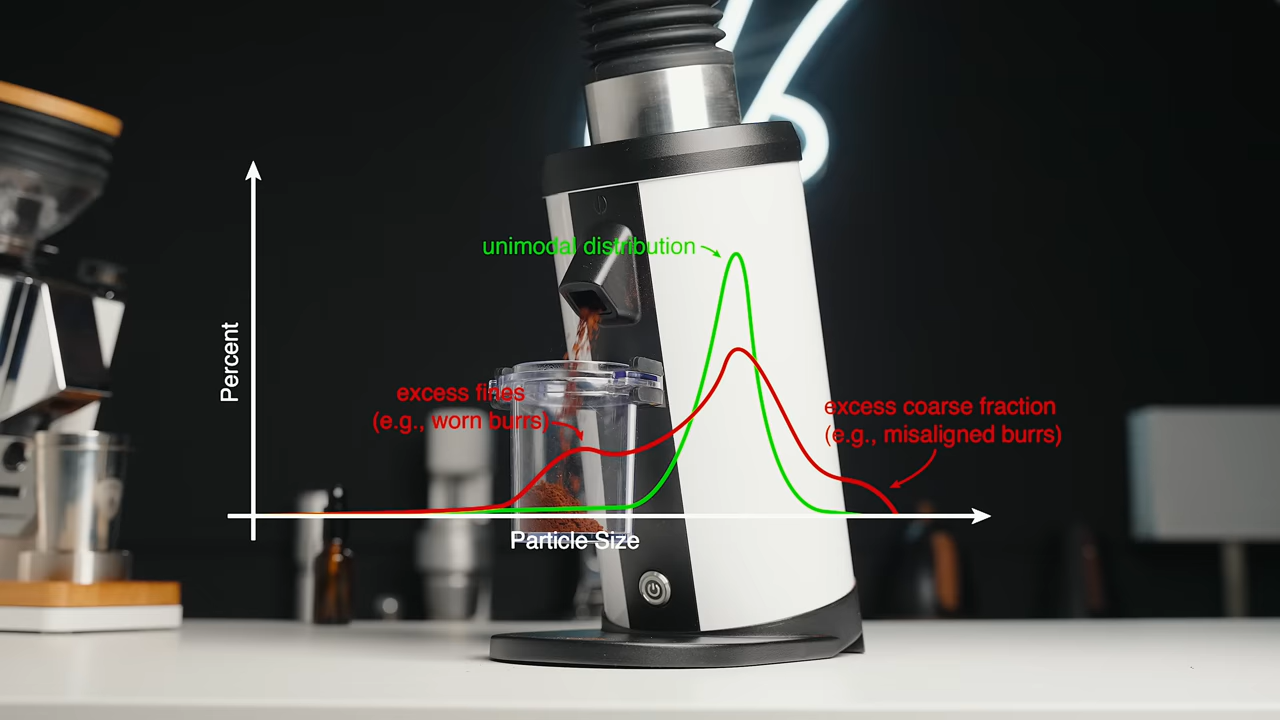 unimodal distribution
Percent
excess fines
(e.g., worn burrs)
excess coarse fraction
(e.g., misaligned burrs)
Particle Size